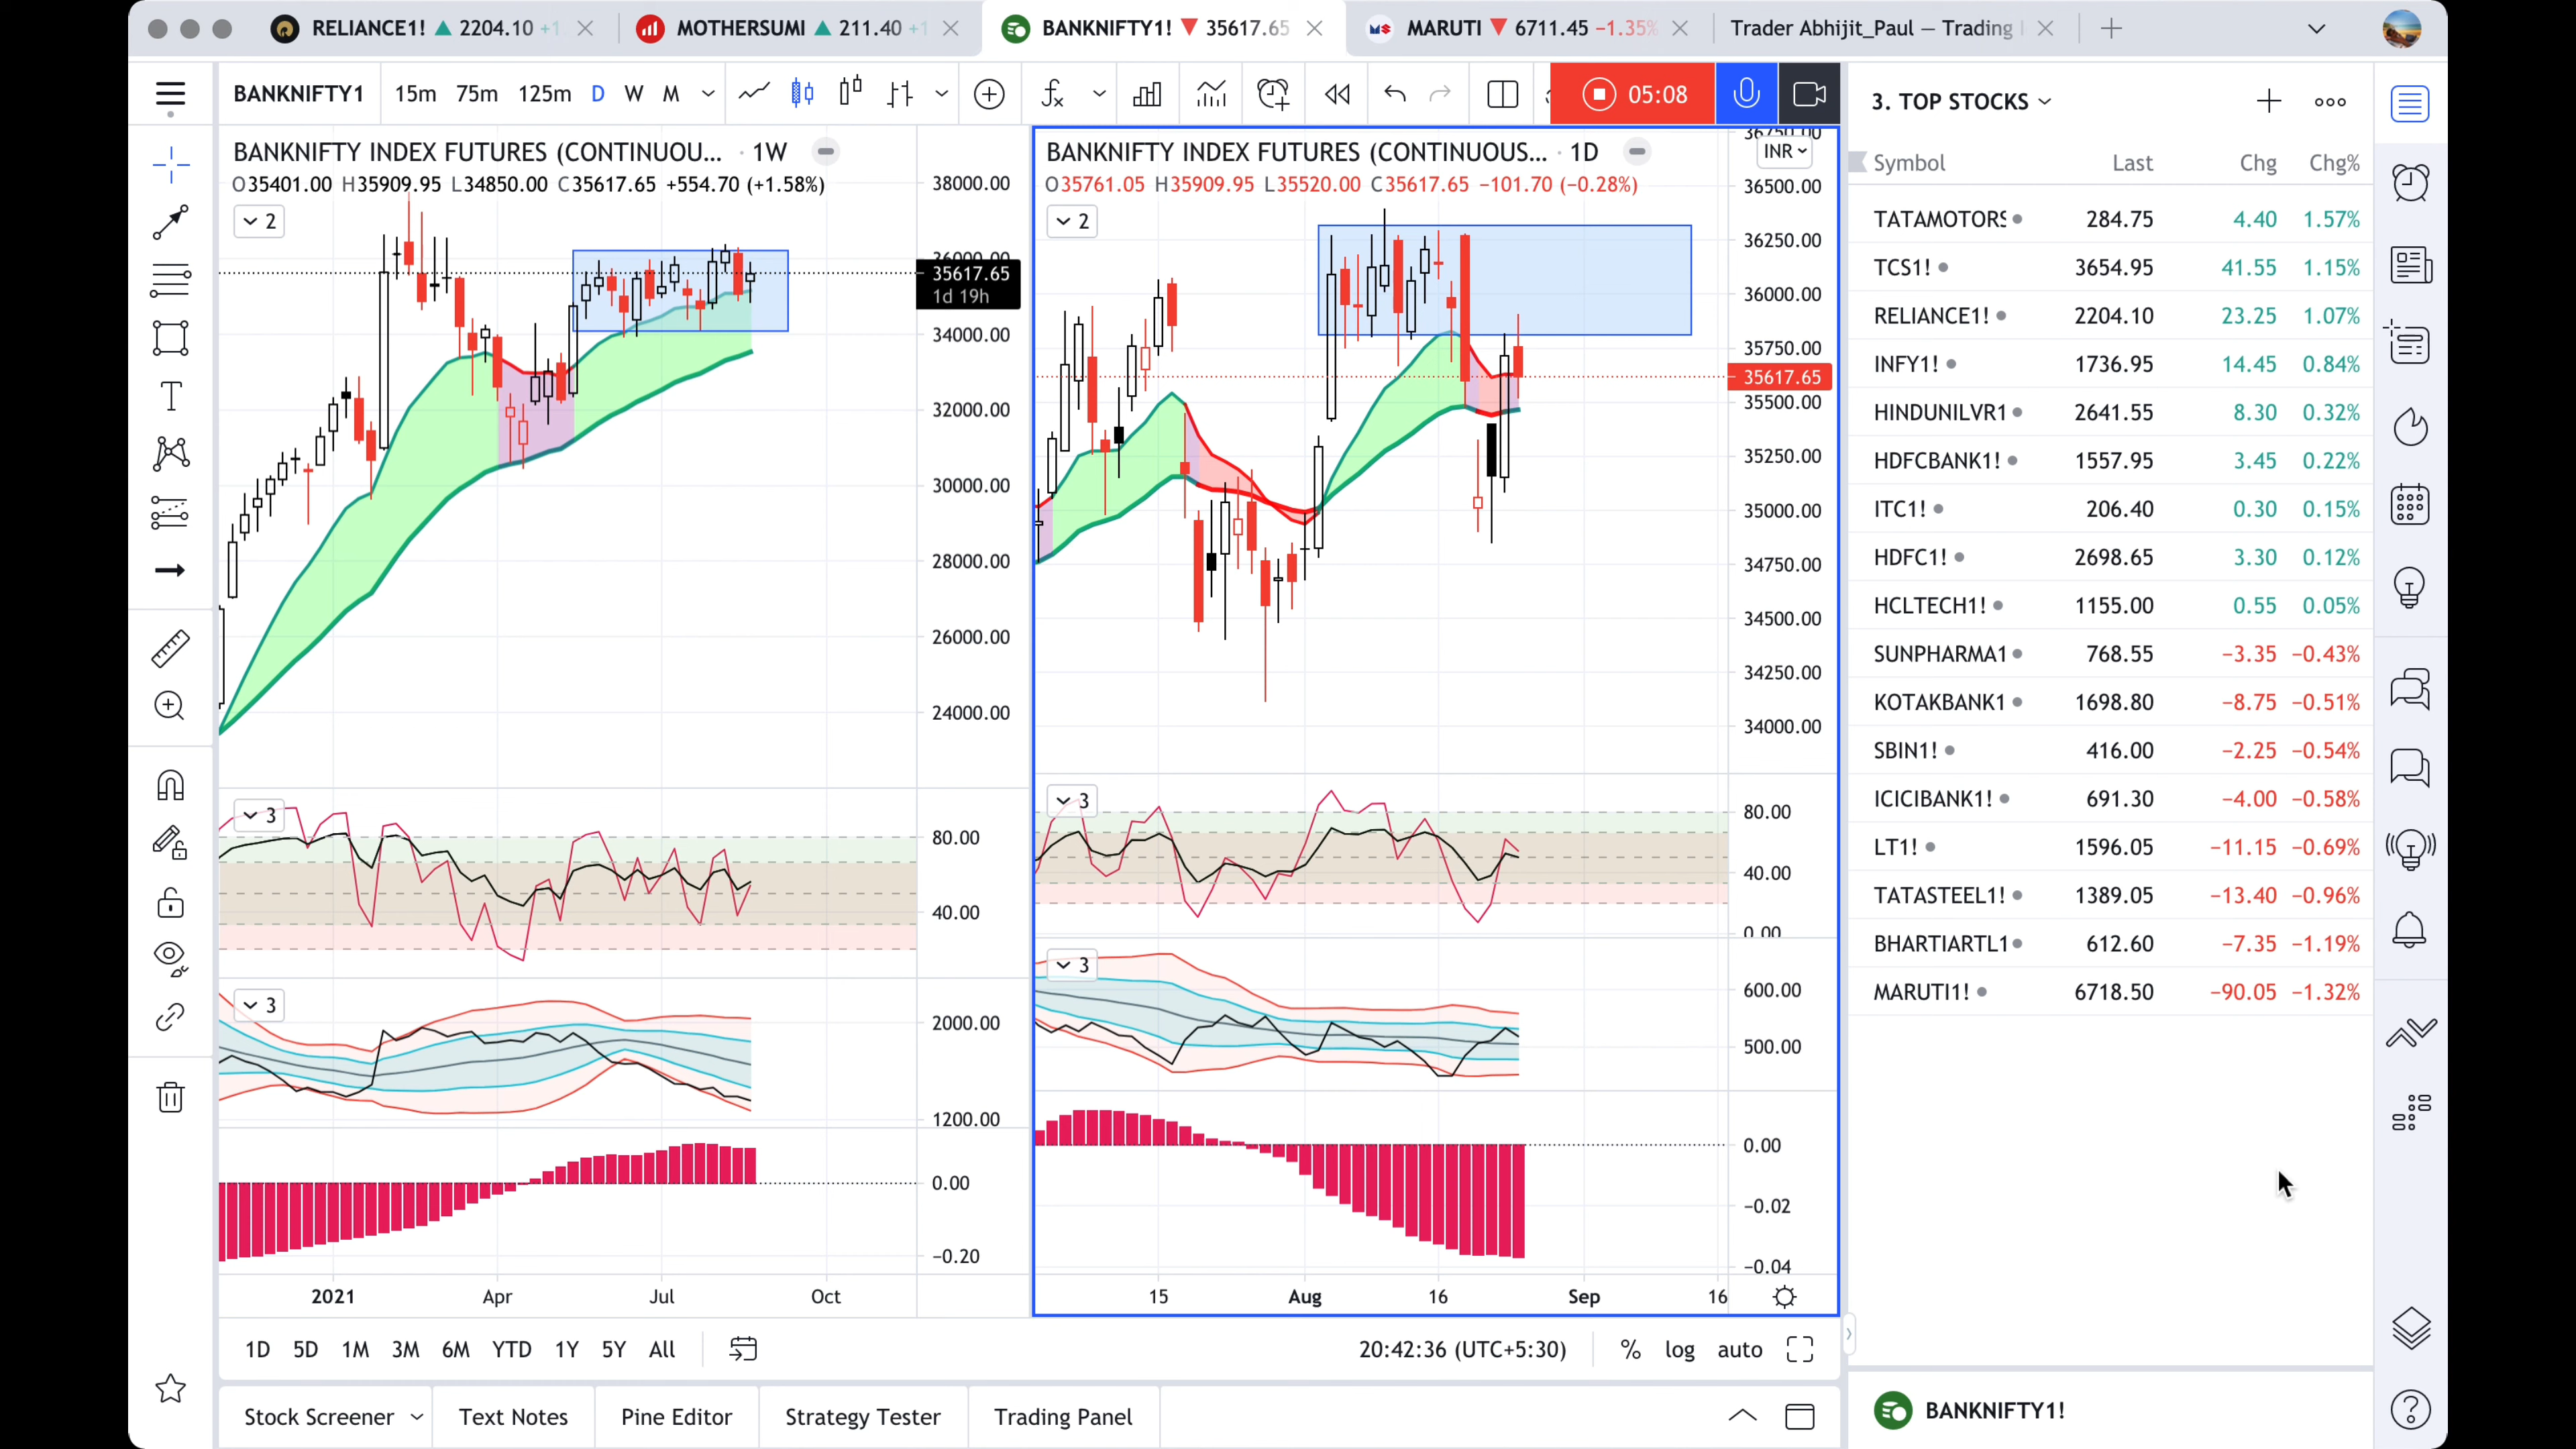 RELIANCE1! ▲ 2204.10 +1
MOTHERSUMI ▲ 211.40 +1
BANKNIFTY1! ▼ 35617.65
MARUTI ▼ 6711.45 −1.35%
Trader Abhijit_Paul — Trading
BANKNIFTY1 15m 75m 125m D W M
05:08
3. TOP STOCKS
BANKNIFTY INDEX FUTURES (CONTINUOU... · 1W
O35401.00 H35909.95 L34850.00 C35617.65 +554.70 (+1.58%)
2
38000.00
36000.00
35617.65
1d 19h
34000.00
32000.00
30000.00
28000.00
26000.00
24000.00
3
80.00
40.00
3
2000.00
1200.00
0.00
−0.20
2021 Apr Jul Oct
BANKNIFTY INDEX FUTURES (CONTINUOUS... · 1D
INR
O35761.05 H35909.95 L35520.00 C35617.65 −101.70 (−0.28%)
2
36750.00
36500.00
36250.00
36000.00
35750.00
35617.65
35500.00
35250.00
35000.00
34750.00
34500.00
34250.00
34000.00
3
80.00
40.00
0.00
3
600.00
500.00
0.00
−0.02
−0.04
15 Aug 16 Sep 16
Symbol Last Chg Chg%
TATAMOTORS 284.75 4.40 1.57%
TCS1! 3654.95 41.55 1.15%
RELIANCE1! 2204.10 23.25 1.07%
INFY1! 1736.95 14.45 0.84%
HINDUNILVR1 2641.55 8.30 0.32%
HDFCBANK1! 1557.95 3.45 0.22%
ITC1! 206.40 0.30 0.15%
HDFC1! 2698.65 3.30 0.12%
HCLTECH1! 1155.00 0.55 0.05%
SUNPHARMA1 768.55 −3.35 −0.43%
KOTAKBANK1 1698.80 −8.75 −0.51%
SBIN1! 416.00 −2.25 −0.54%
ICICIBANK1! 691.30 −4.00 −0.58%
LT1! 1596.05 −11.15 −0.69%
TATASTEEL1! 1389.05 −13.40 −0.96%
BHARTIARTL1 612.60 −7.35 −1.19%
MARUTI1! 6718.50 −90.05 −1.32%
1D 5D 1M 3M 6M YTD 1Y 5Y All
20:42:36 (UTC+5:30) % log auto
Stock Screener Text Notes Pine Editor Strategy Tester Trading Panel
BANKNIFTY1!